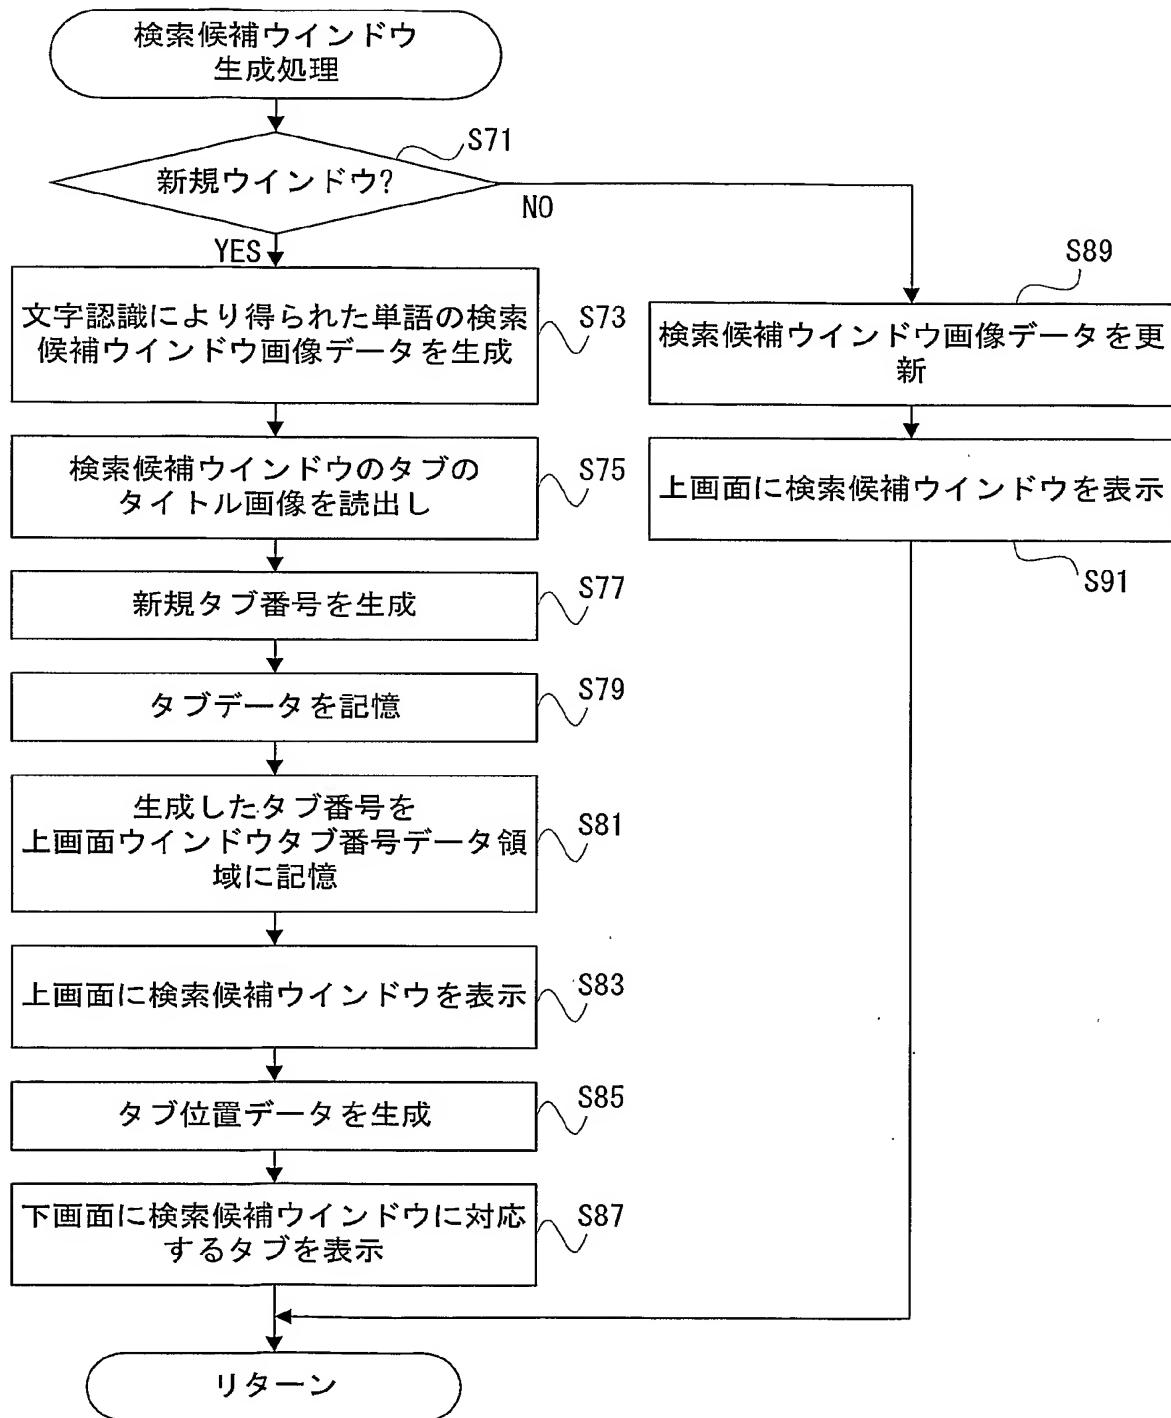 検索候補ウインドウ
生成処理
S71
新規ウインドウ?
NO
YES
文字認識により得られた単語の検索
候補ウインドウ画像データを生成
S73
検索候補ウインドウのタブの
タイトル画像を読出し
S75
新規タブ番号を生成
S77
タブデータを記憶
S79
生成したタブ番号を
上画面ウインドウタブ番号データ領
域に記憶
S81
上画面に検索候補ウインドウを表示
S83
タブ位置データを生成
S85
下画面に検索候補ウインドウに対応
するタブを表示
S87
S89
検索候補ウインドウ画像データを更
新
上画面に検索候補ウインドウを表示
S91
リターン